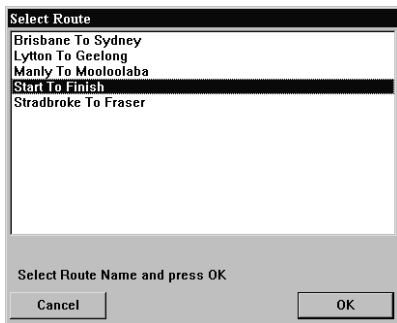 Select Route
Brisbane To Sydney
Lytton To Geelong
Manly To Mooloolaba
Start To Finish
Stradbroke To Fraser
Select Route Name and press OK
Cancel
OK